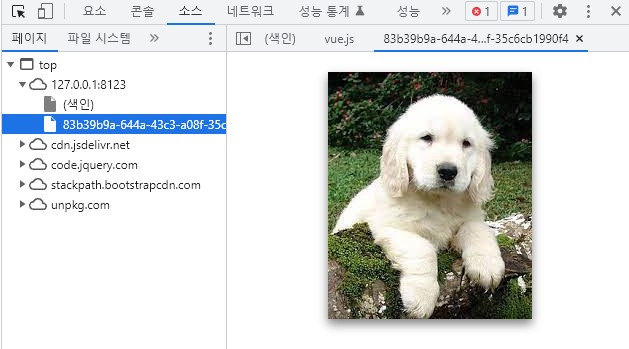 요소 콘솔 소스 네트워크 성능 통계 성능 » 1 1
페이지 파일 시스템 » (색인) vue.js 83b39b9a-644a-4...f-35c6cb1990f4 ×
top
127.0.0.1:8123
(색인)
83b39b9a-644a-43c3-a08f-35c
cdn.jsdelivr.net
code.jquery.com
stackpath.bootstrapcdn.com
unpkg.com